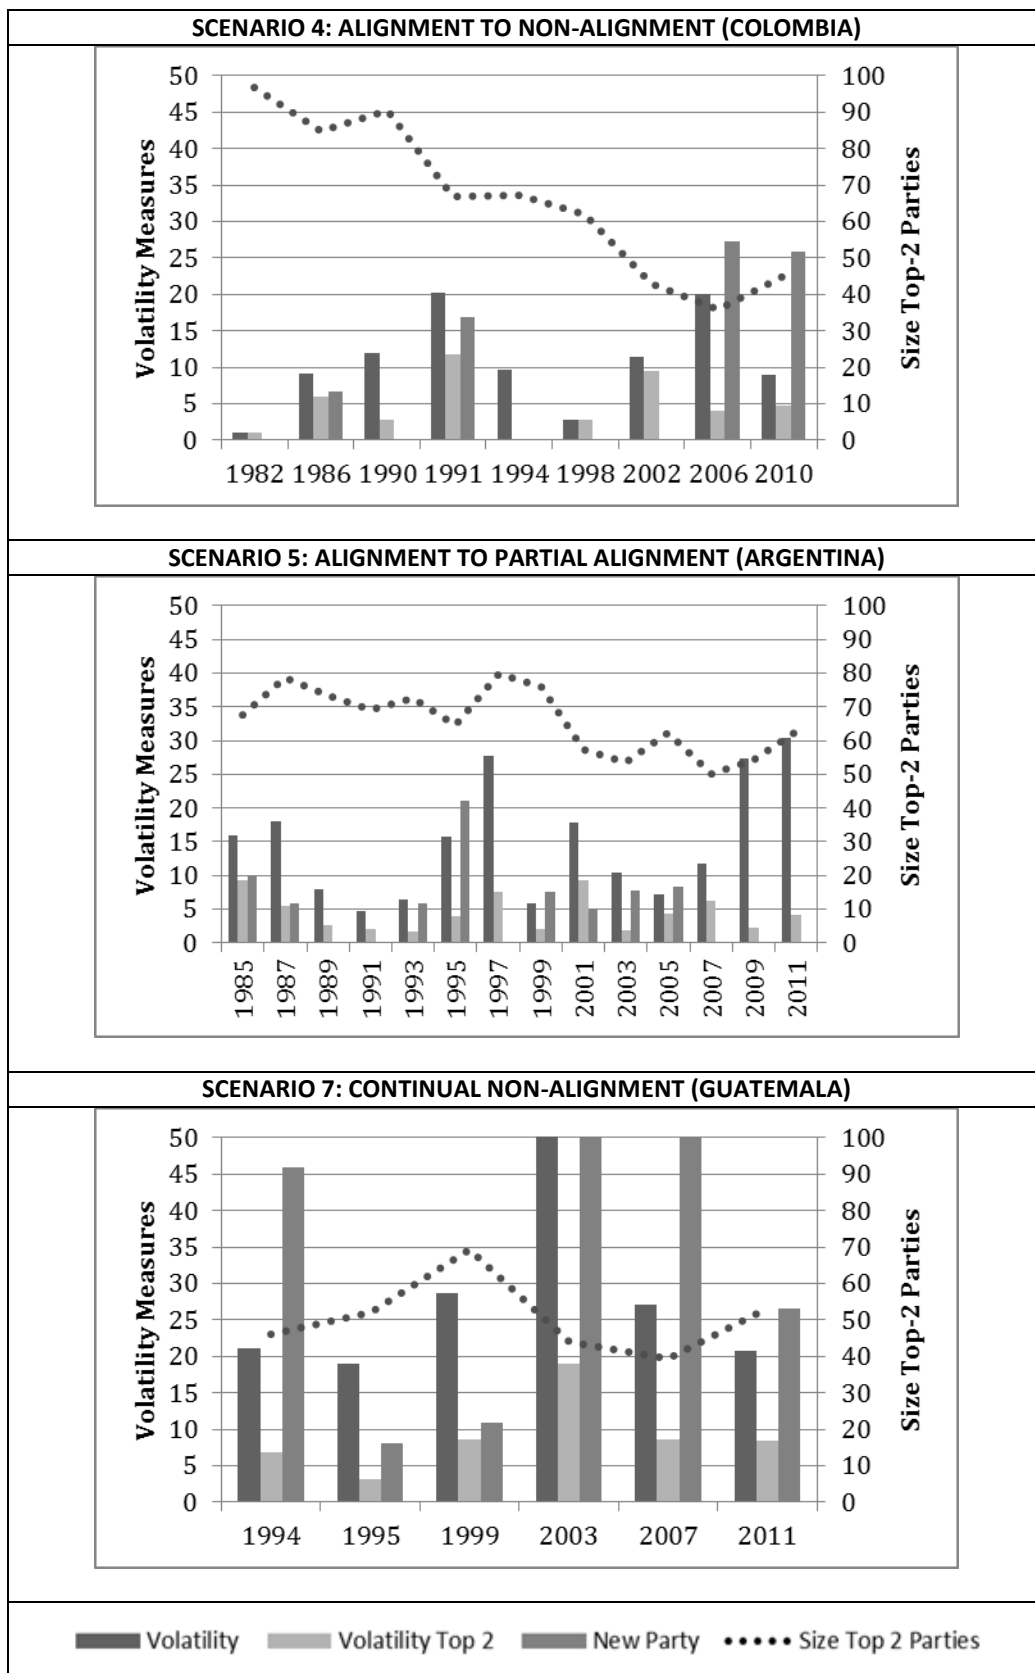 SCENARIO 4: ALIGNMENT TO NON-ALIGNMENT (COLOMBIA)
50 100
45 90
40 80
35 70
30 60
25 50
20 40
15 30
10 20
5 10
0 0
Volatility Measures
Size Top-2 Parties
1982 1986 1990 1991 1994 1998 2002 2006 2010
SCENARIO 5: ALIGNMENT TO PARTIAL ALIGNMENT (ARGENTINA)
50 100
45 90
40 80
35 70
30 60
25 50
20 40
15 30
10 20
5 10
0 0
Volatility Measures
Size Top-2 Parties
1985 1987 1989 1991 1993 1995 1997 1999 2001 2003 2005 2007 2009 2011
SCENARIO 7: CONTINUAL NON-ALIGNMENT (GUATEMALA)
50 100
45 90
40 80
35 70
30 60
25 50
20 40
15 30
10 20
5 10
0 0
Volatility Measures
Size Top-2 Parties
1994 1995 1999 2003 2007 2011
Volatility Volatility Top 2 New Party Size Top 2 Parties